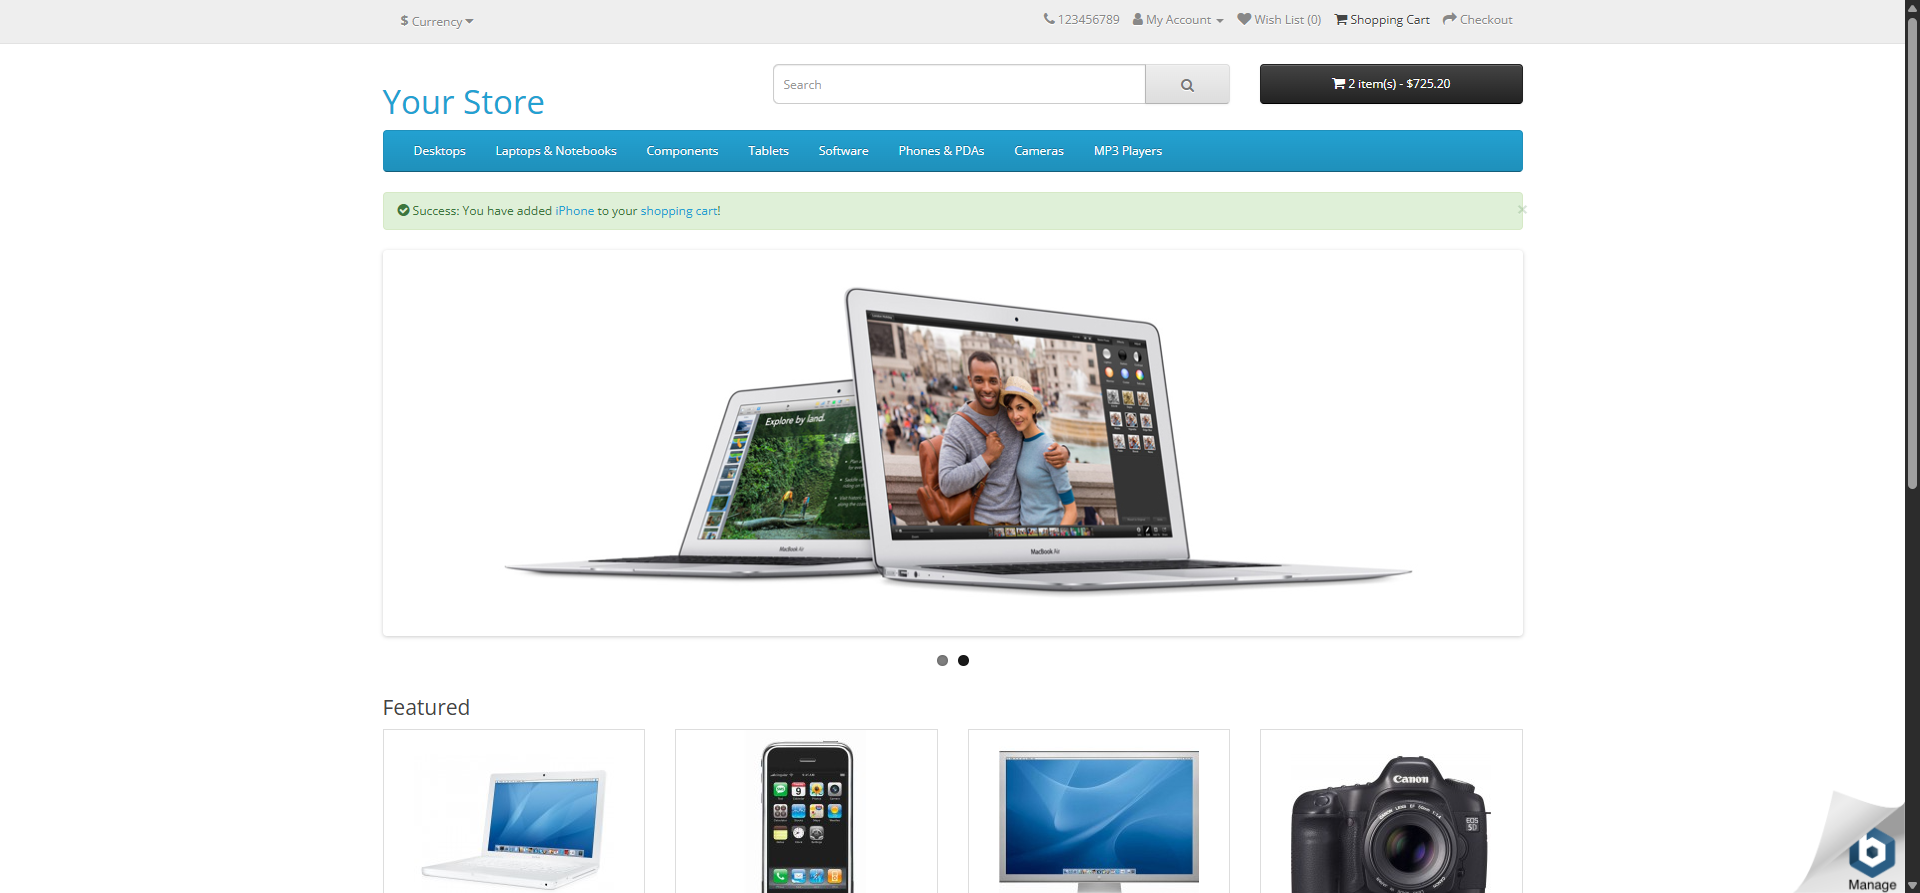 $ Currency
123456789 My Account Wish List (0) Shopping Cart Checkout
Your Store
Search
2 item(s) - $725.20
Desktops Laptops & Notebooks Components Tablets Software Phones & PDAs Cameras MP3 Players
Success: You have added iPhone to your shopping cart!
×
Explore by land.
MacBook Air
MacBook Air
Featured
Canon
EOS
5D
Manage